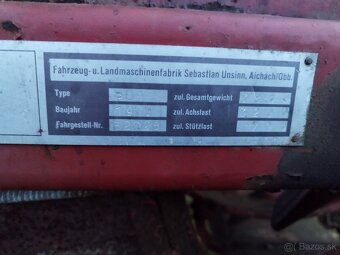 Fahrzeug- u. Landmaschinenfabrik Sebastian Unsinn, Aichach/Obb.
Type zul. Gesamtgewicht
Baujahr zul. Achslast
Fahrgestell-Nr. zul. Stützlast
Bazos.sk